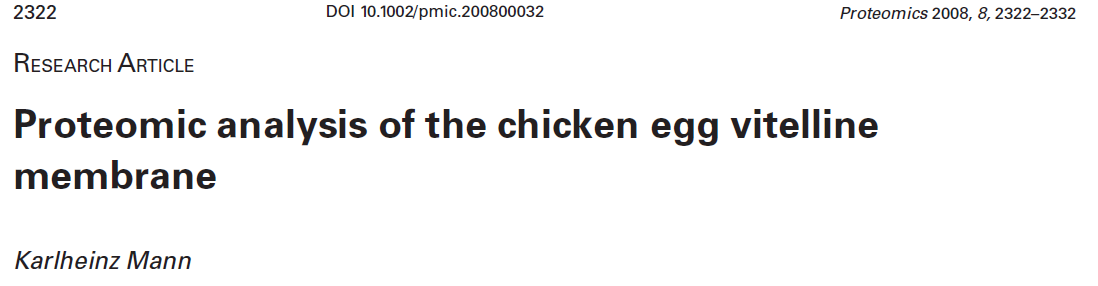 2322
DOI 10.1002/pmic.200800032
Proteomics 2008, 8, 2322–2332
RESEARCH ARTICLE
Proteomic analysis of the chicken egg vitelline
membrane
Karlheinz Mann